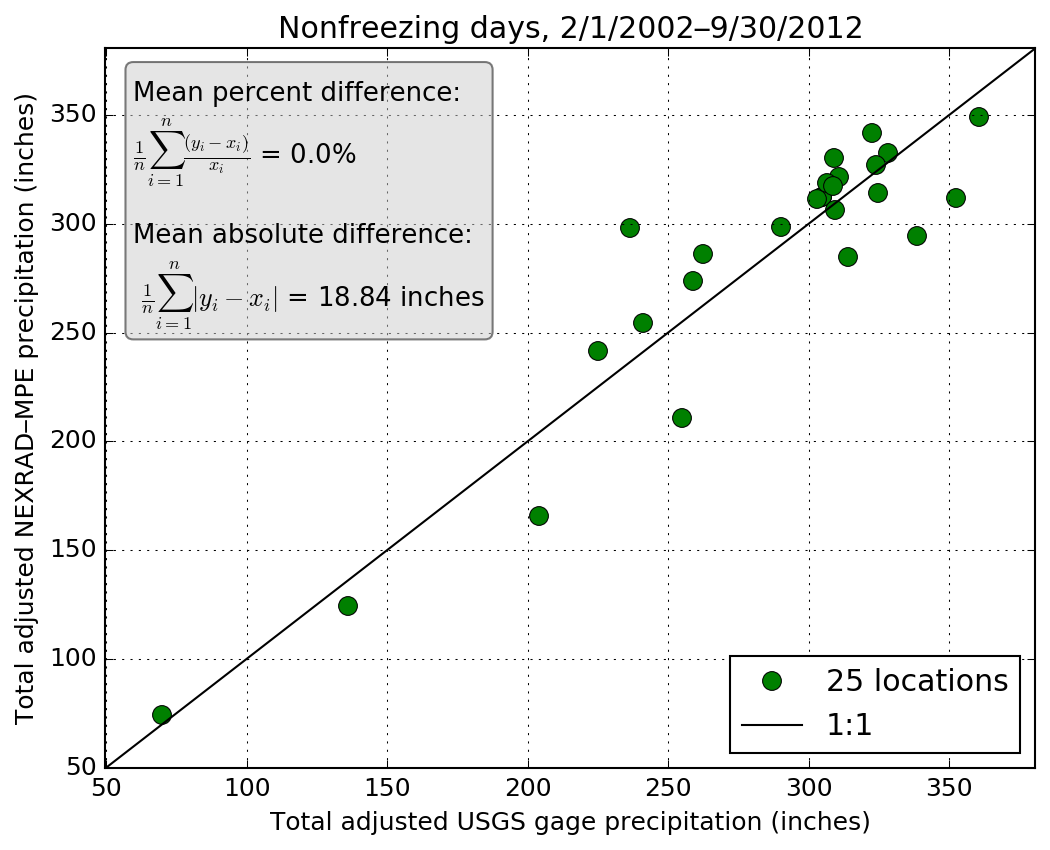 Nonfreezing days, 2/1/2002–9/30/2012
Total adjusted NEXRAD–MPE precipitation (inches)
350
300
250
200
150
100
50
Mean percent difference:
1/n ∑_{i=1}^{n} (y_i − x_i)/x_i = 0.0%
Mean absolute difference:
1/n ∑_{i=1}^{n} |y_i − x_i| = 18.84 inches
25 locations
1:1
50 100 150 200 250 300 350
Total adjusted USGS gage precipitation (inches)